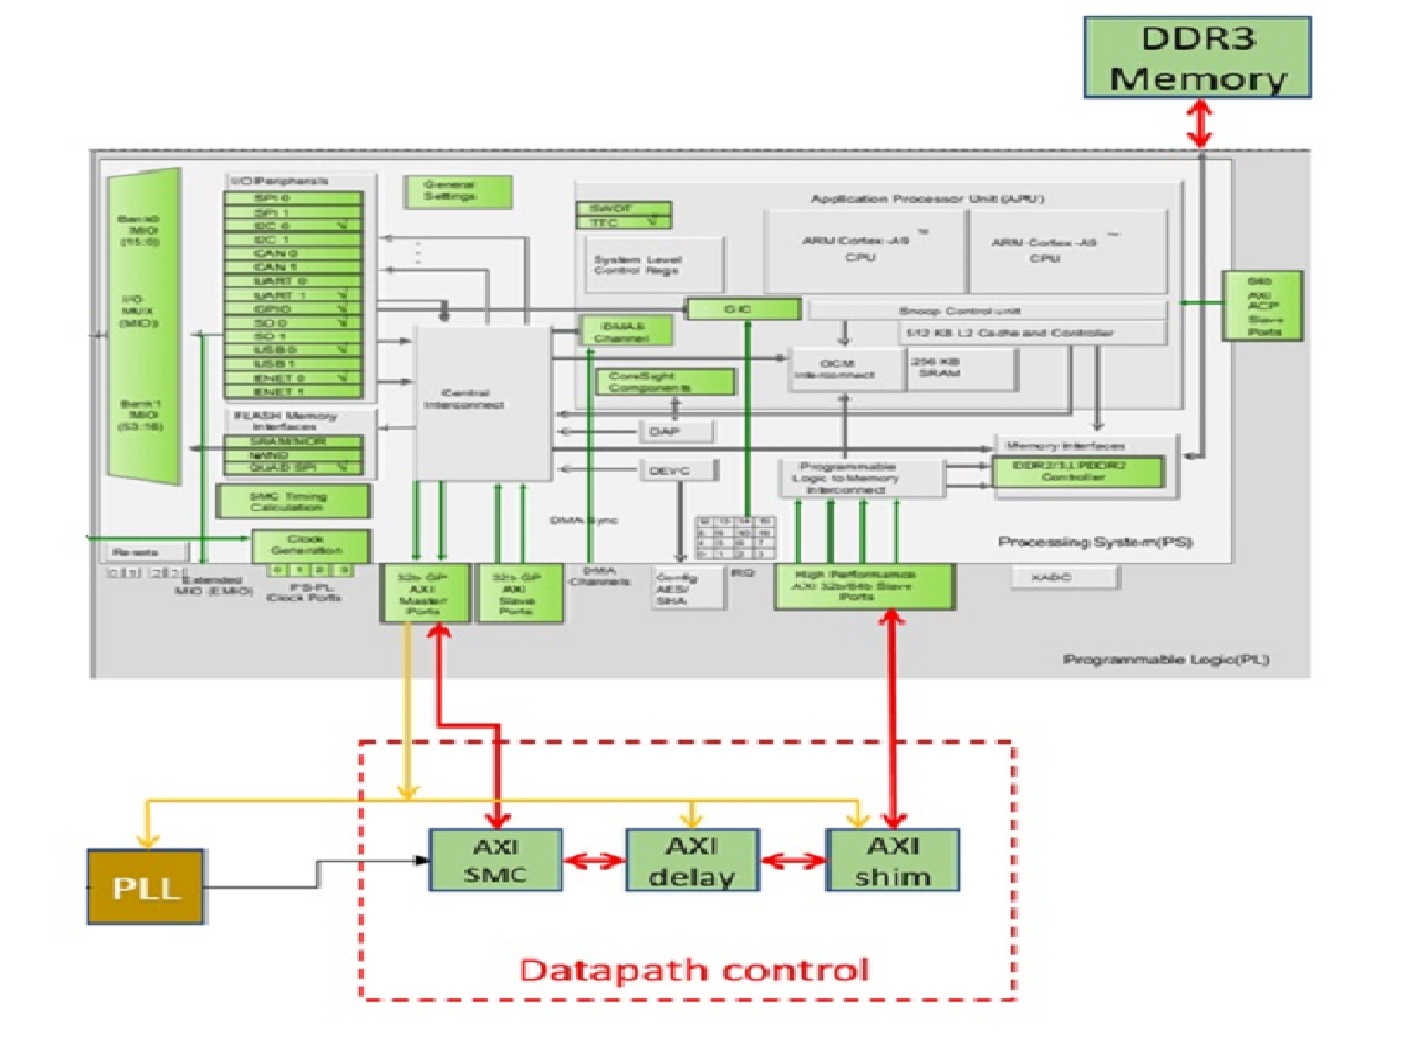 DDR3
Memory
I/O Peripherals
SPI 0
SPI 1
I2C 0
I2C 1
CAN 0
CAN 1
UART 0
UART 1
GPIO
SD 0
SD 1
USB 0
USB 1
ENET 0
ENET 1
FLASH Memory
Interfaces
SRAM/NOR
NAND
QUAD SPI
SMC Timing
Calculation
Clock
Generation
0 1 2 3
Bank0
MIO
(15:0)
I/O
MUX
(MIO)
Bank1
MIO
(53:16)
Resets
Extended
MIO (EMIO)
PS-PL
Clock Ports
General
Settings
SWDT
TTC
System Level
Control Regs
Application Processor Unit (APU)
ARM Cortex -A9
CPU
ARM Cortex -A9
CPU
GIC
Snoop Control unit
512 KB L2 Cache and Controller
DMA8
Channel
OCM
Interconnect
256 KB
SRAM
CoreSight
Components
Central
Interconnect
DAP
DEVC
Memory Interfaces
DDR2/3,LPDDR2
Controller
Programmable
Logic to Memory
Interconnect
DMA Sync
Processing System(PS)
64b
AXI
ACP
Slave
Ports
32b GP
AXI
Master
Ports
32b GP
AXI
Slave
Ports
DMA
Channels
Config
AES/
SHA
IRQ
High Performance
AXI 32b/64b Slave
Ports
XADC
Programmable Logic(PL)
AXI
SMC
AXI
delay
AXI
shim
PLL
Datapath control